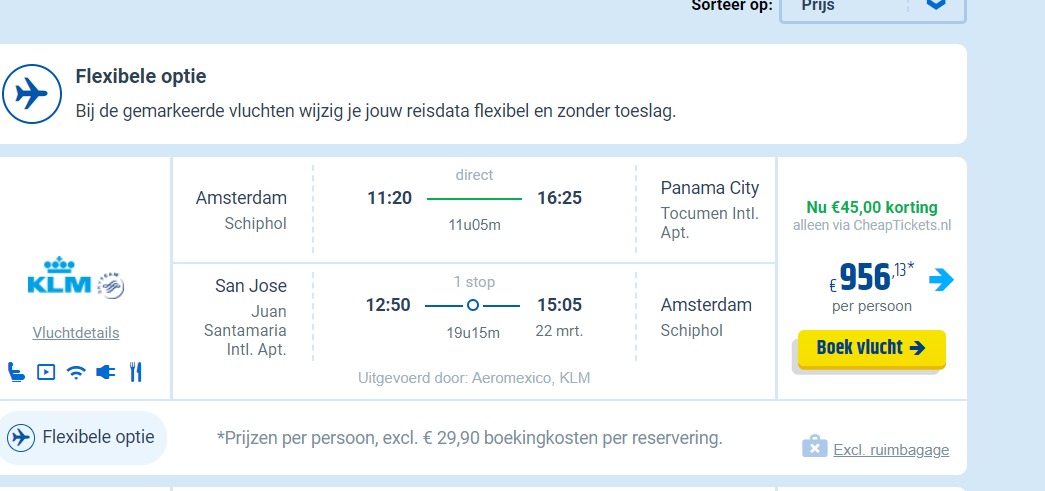 Sorteer op: Prijs
Flexibele optie
Bij de gemarkeerde vluchten wijzig je jouw reisdata flexibel en zonder toeslag.
KLM
Vluchtdetails
Amsterdam
Schiphol
direct
11:20 16:25
11u05m
Panama City
Tocumen Intl.
Apt.
San Jose
Juan
Santamaria
Intl. Apt.
1 stop
12:50 15:05
19u15m 22 mrt.
Amsterdam
Schiphol
Uitgevoerd door: Aeromexico, KLM
Nu €45,00 korting
alleen via CheapTickets.nl
€956,13*
per persoon
Boek vlucht
Flexibele optie
*Prijzen per persoon, excl. € 29,90 boekingkosten per reservering.
Excl. ruimbagage